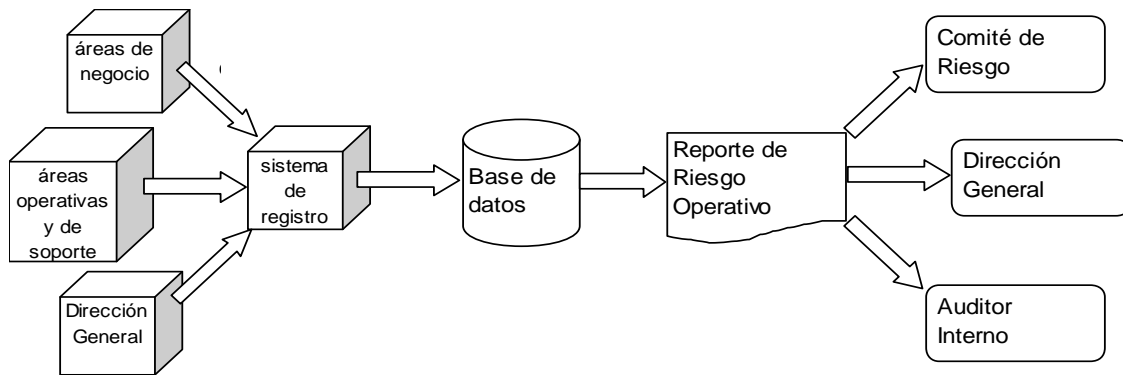 áreas de
negocio
áreas
operativas
y de
soporte
Dirección
General
sistema
de
registro
Base de
datos
Reporte de
Riesgo
Operativo
Comité de
Riesgo
Dirección
General
Auditor
Interno